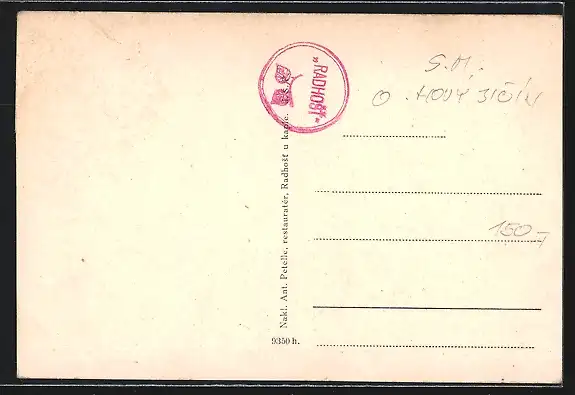 „RADHOŠŤ“
S.M.
O NOVÝ JIČÍN
150,-
Nakl. Ant. Petelle, restauratér, Radhošť u kaple.
9350 h.